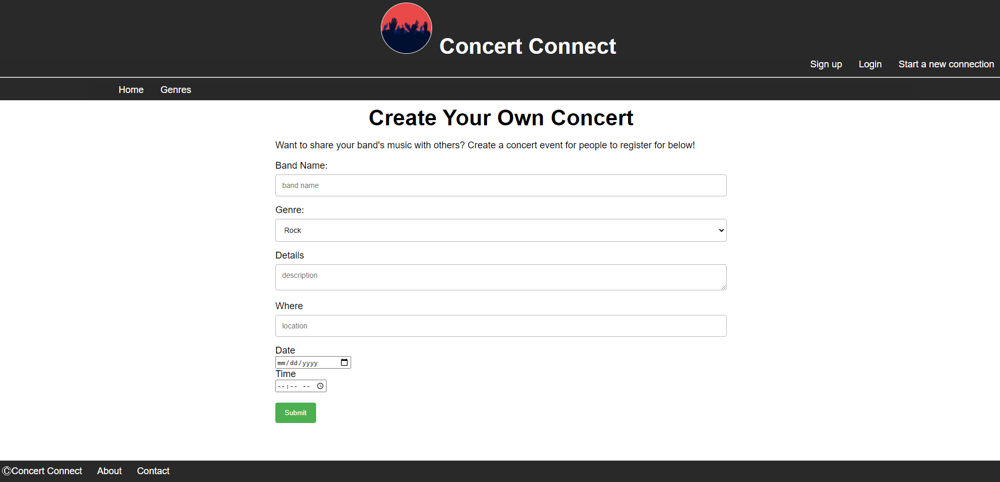 Concert Connect
Sign up Login Start a new connection
Home Genres
Create Your Own Concert
Want to share your band's music with others? Create a concert event for people to register for below!
Band Name:
band name
Genre:
Rock
Details
description
Where
location
Date
mm/dd/yyyy
Time
--:-- --
Submit
©Concert Connect About Contact